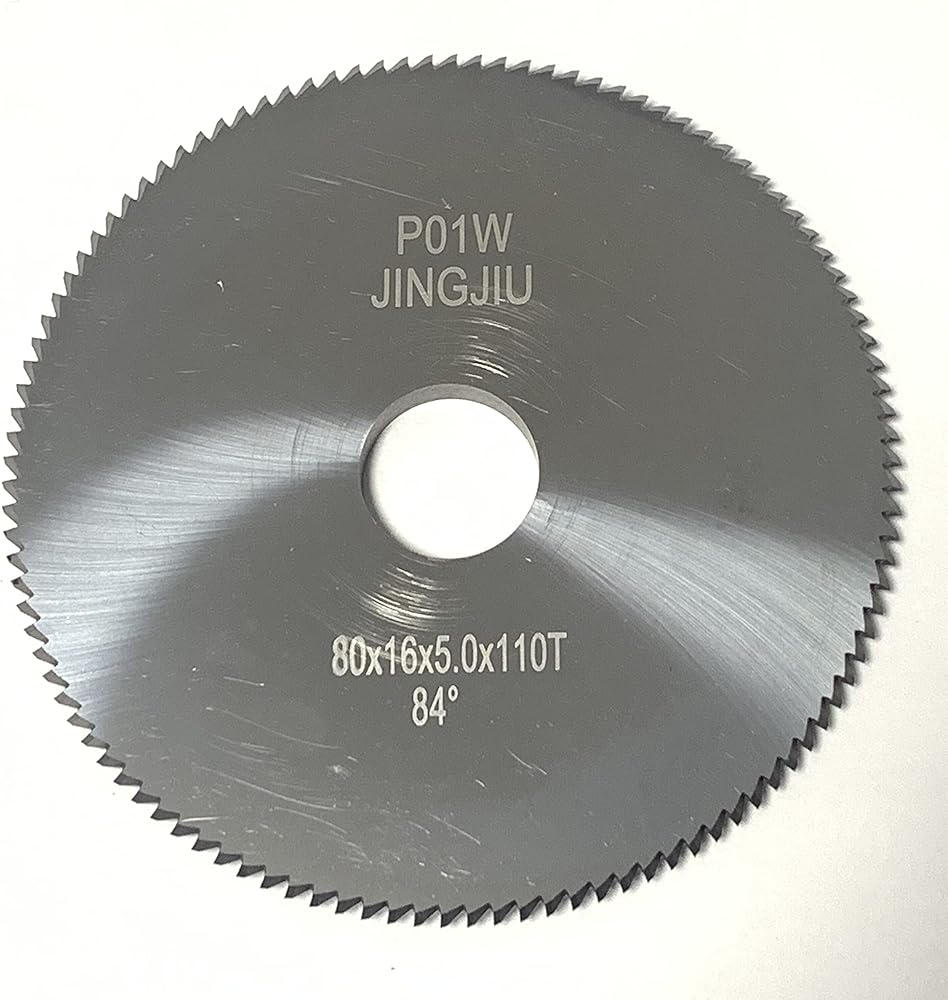 P01W
JINGJIU
80x16x5.0x110T
84°